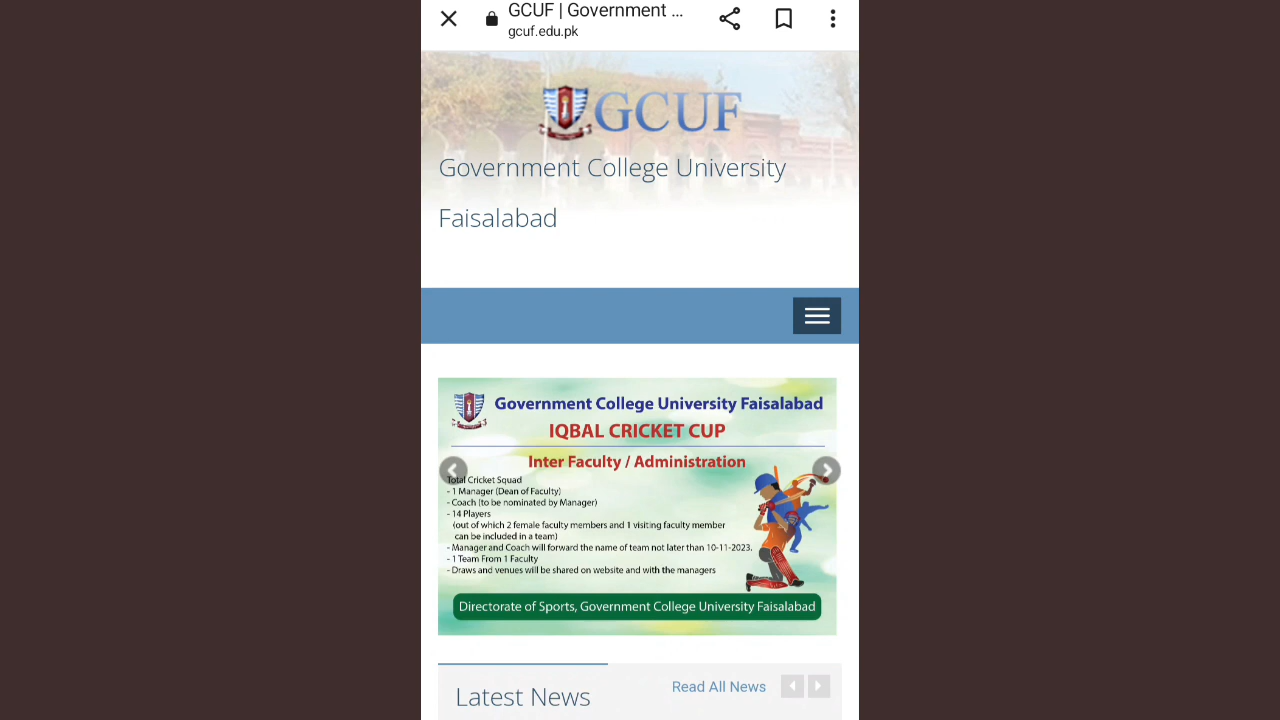 GCUF | Government ...
gcuf.edu.pk
GCUF
Government College University
Faisalabad
Government College University Faisalabad
IQBAL CRICKET CUP
Inter Faculty / Administration
Total Cricket Squad
- 1 Manager (Dean of Faculty)
- Coach (to be nominated by Manager)
- 14 Players
(out of which 2 female faculty members and 1 visiting faculty member
can be included in a team)
- Manager and Coach will forward the name of team not later than 10-11-2023.
- 1 Team From 1 Faculty
- Draws and venues will be shared on website and with the managers
Directorate of Sports, Government College University Faisalabad
Latest News
Read All News